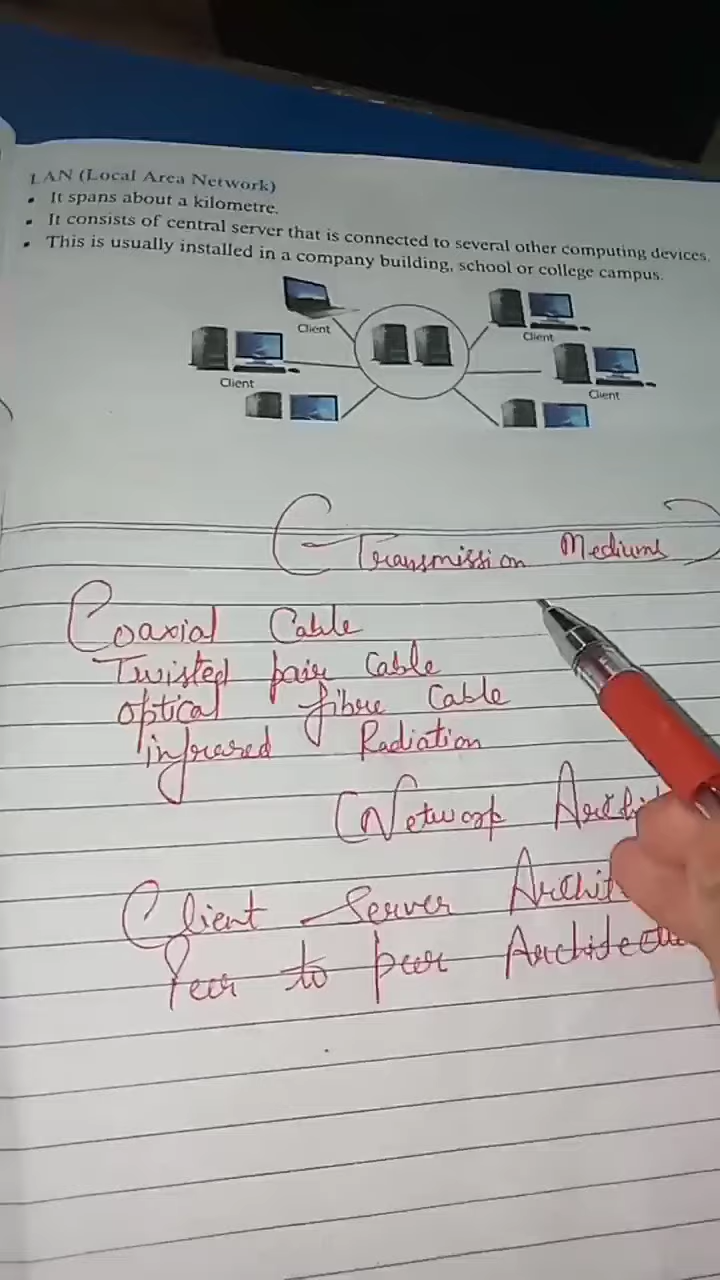 LAN (Local Area Network)
• It spans about a kilometre.
• It consists of central server that is connected to several other computing devices.
• This is usually installed in a company building, school or college campus.
Client
Client
Client
Client
Transmission Mediums
Coaxial Cable
Twisted pair Cable
optical fibre Cable
infrared Radiation
Network
Client Server
Peer to peer